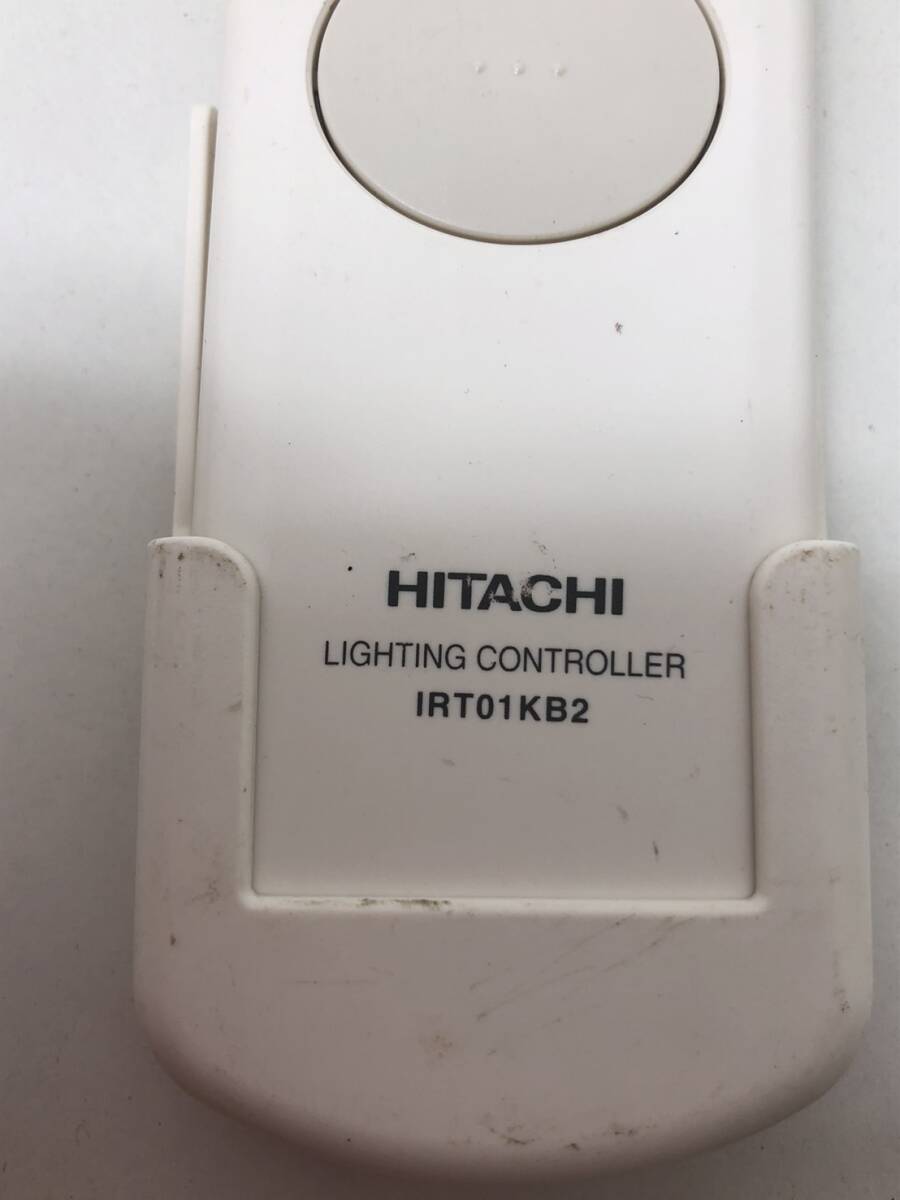 HITACHI
LIGHTING CONTROLLER
IRT01KB2